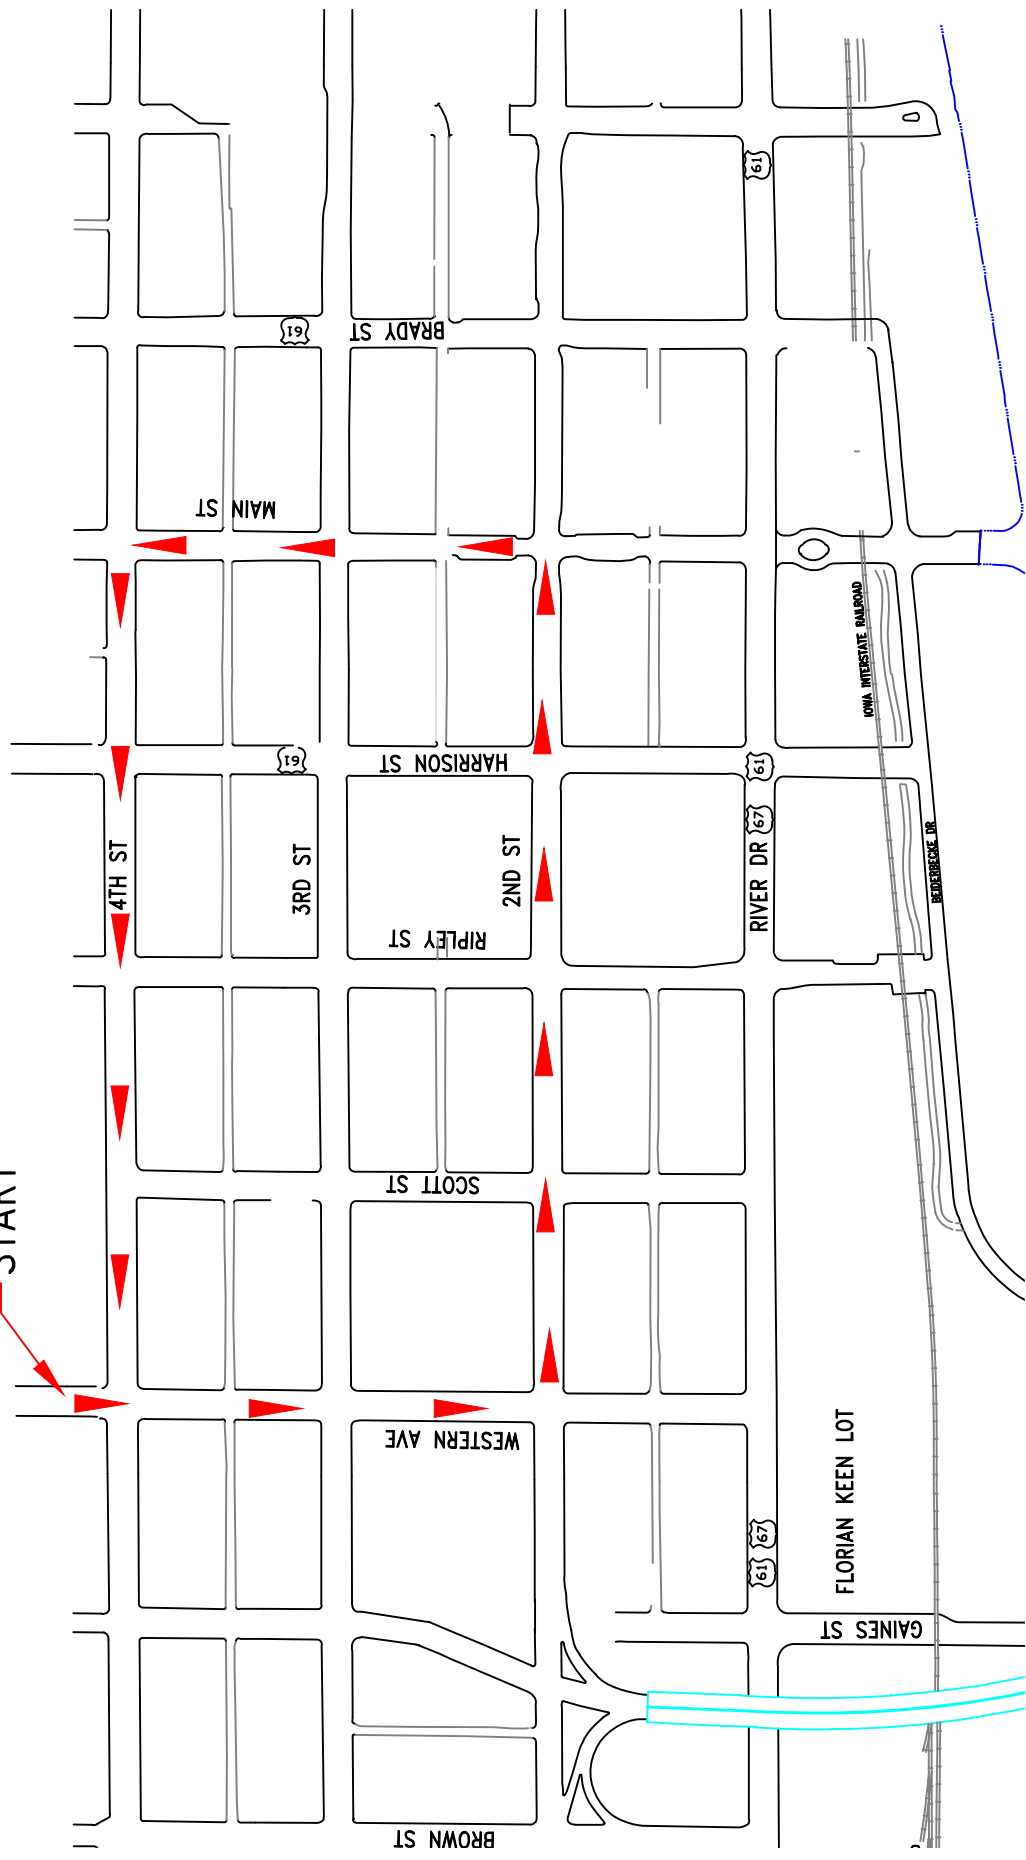 61
BRADY ST
61
MAIN ST
IOWA INTERSTATE RAILROAD
HARRISON ST
61
61
67
4TH ST
3RD ST
2ND ST
RIVER DR
BEIDERBECKE DR
RIPLEY ST
SCOTT ST
START
WESTERN AVE
FLORIAN KEEN LOT
67
61
GAINES ST
BROWN ST